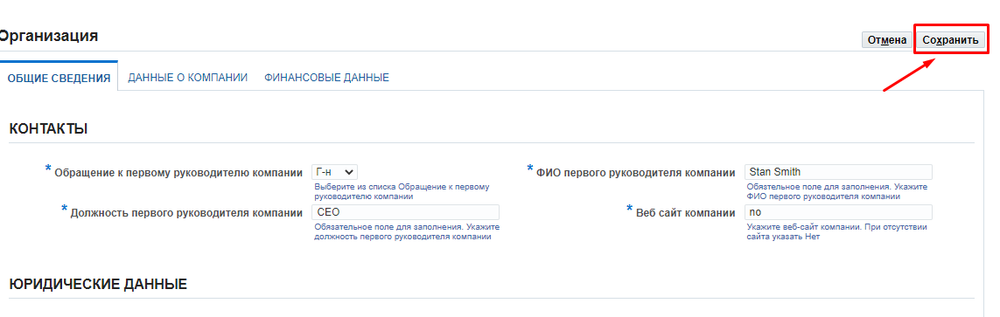 Организация
Отмена Сохранить
ОБЩИЕ СВЕДЕНИЯ ДАННЫЕ О КОМПАНИИ ФИНАНСОВЫЕ ДАННЫЕ
КОНТАКТЫ
* Обращение к первому руководителю компании Г-н
Выберите из списка Обращение к первому
руководителю компании
* ФИО первого руководителя компании Stan Smith
Обязательное поле для заполнения. Укажите
ФИО первого руководителя компании
* Должность первого руководителя компании CEO
Обязательное поле для заполнения. Укажите
должность первого руководителя компании
* Веб сайт компании no
Укажите веб-сайт компании. При отсутствии
сайта указать Нет
ЮРИДИЧЕСКИЕ ДАННЫЕ